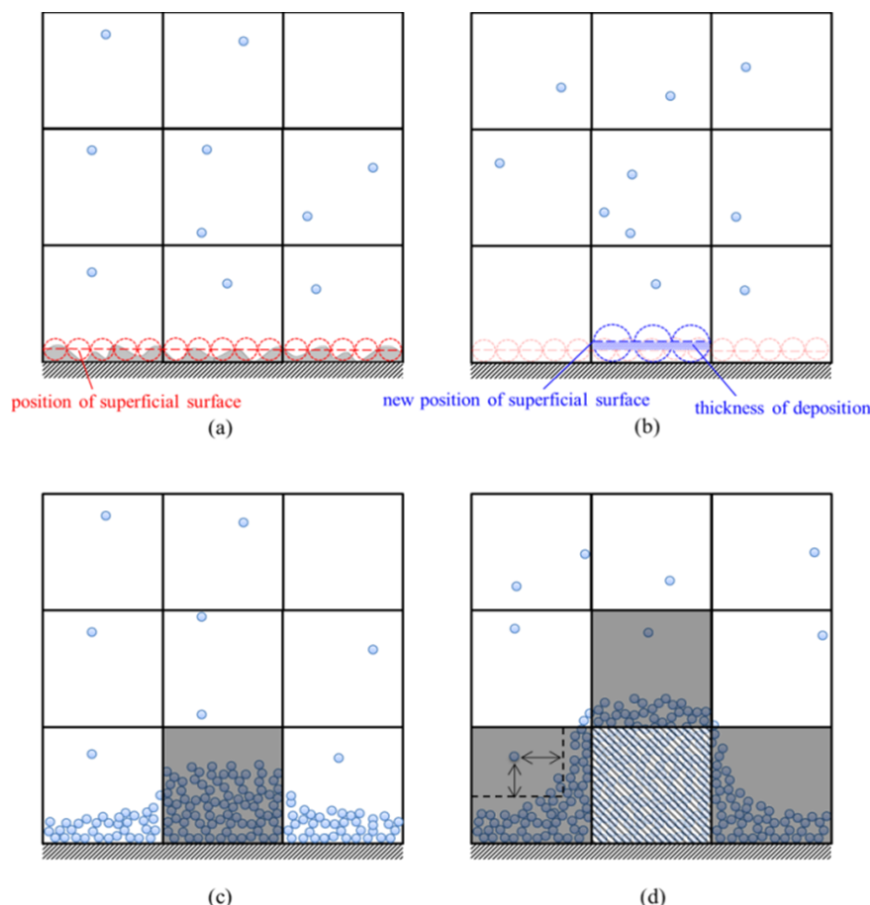 position of superficial surface
new position of superficial surface
thickness of deposition
(a)
(b)
(c)
(d)